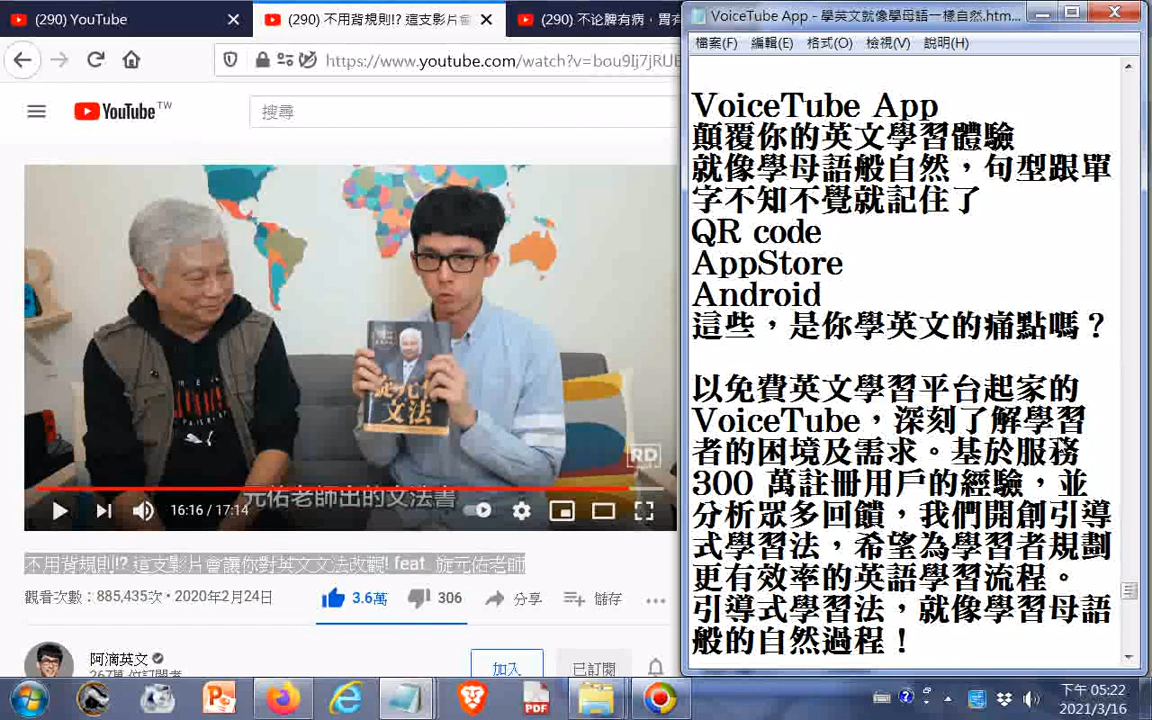 (290) YouTube
(290) 不用背規則!? 這支影片會
(290) 不论脾有病，胃有
https://www.youtube.com/watch?v=bou9Ij7jRUE
YouTube TW
搜尋
文法
RD
元佑老師出的文法書
16:16 / 17:14
不用背規則!? 這支影片會讓你對英文文法改觀! feat. 旋元佑老師
觀看次數：885,435次 • 2020年2月24日
3.6萬
306
分享
儲存
阿滴英文
267萬 位訂閱者
加入
已訂閱
VoiceTube App - 學英文就像學母語一樣自然.htm...
檔案(F) 編輯(E) 格式(O) 檢視(V) 說明(H)
VoiceTube App
顛覆你的英文學習體驗
就像學母語般自然，句型跟單
字不知不覺就記住了
QR code
AppStore
Android
這些，是你學英文的痛點嗎？
以免費英文學習平台起家的
VoiceTube，深刻了解學習
者的困境及需求。基於服務
300 萬註冊用戶的經驗，並
分析眾多回饋，我們開創引導
式學習法，希望為學習者規劃
更有效率的英語學習流程。
引導式學習法，就像學習母語
般的自然過程！
PDF
下午 05:22
2021/3/16